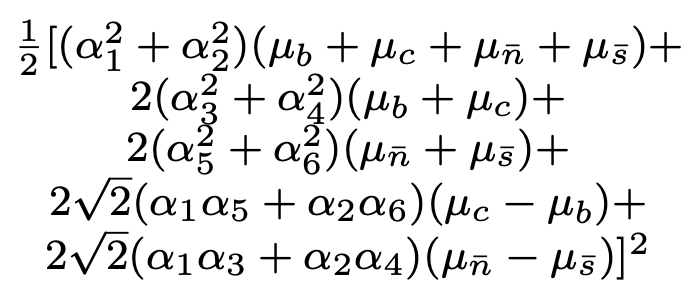 ½[(α₁² + α₂²)(μ_b + μ_c + μ_n̄ + μ_s̄)+
2(α₃² + α₄²)(μ_b + μ_c)+
2(α₅² + α₆²)(μ_n̄ + μ_s̄)+
2√2(α₁α₅ + α₂α₆)(μ_c − μ_b)+
2√2(α₁α₃ + α₂α₄)(μ_n̄ − μ_s̄)]²